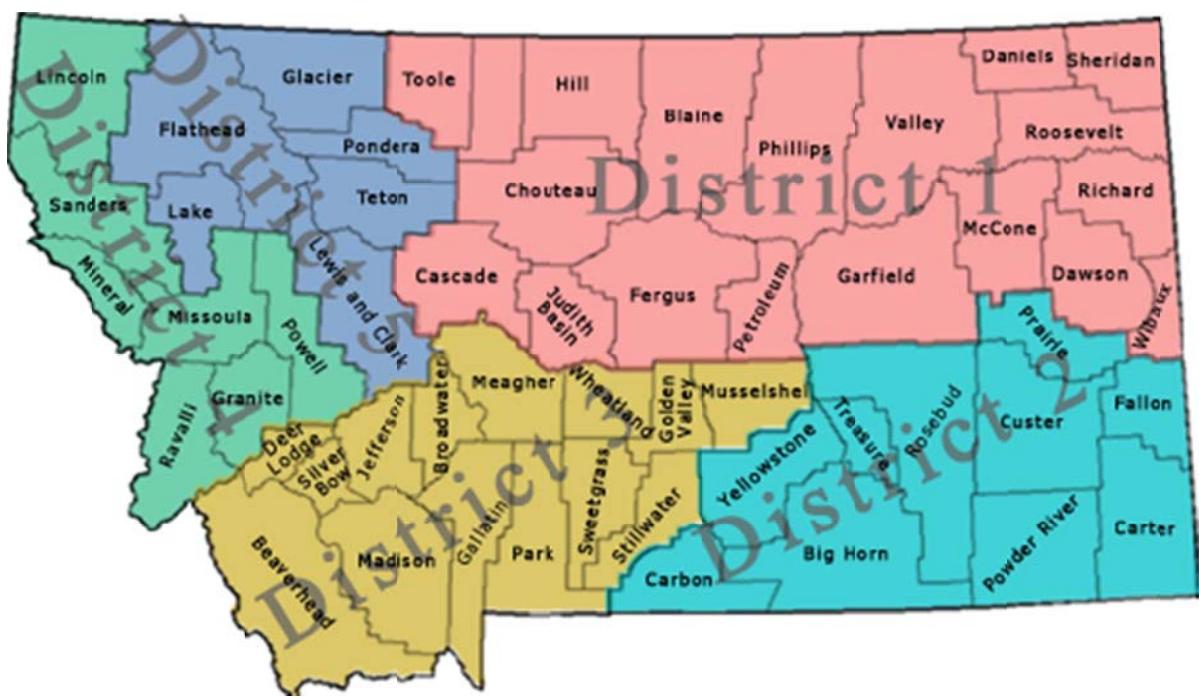 Lincoln
Glacier
Toole
Hill
Blaine
Phillips
Valley
Daniels
Sheridan
Roosevelt
Flathead
Pondera
Teton
Chouteau
District 1
Richard
McCone
Sanders
Lake
District
District 4
Mineral
Missoula
Powell
Lewis and Clark
Cascade
Judith
Basin
Fergus
Petroleum
Garfield
Dawson
Wibaux
Prairie
Ravalli
Granite
Deer
Lodge
Silver
Bow
Jefferson
Broadwater
Meagher
Wheatland
Golden
Valley
Musselshel
District 3
Yellowstone
Treasure
Rosebud
Custer
Fallon
District 2
Beaverhead
Madison
Gallatin
Park
Sweetgrass
Stillwater
Carbon
Big Horn
Powder River
Carter